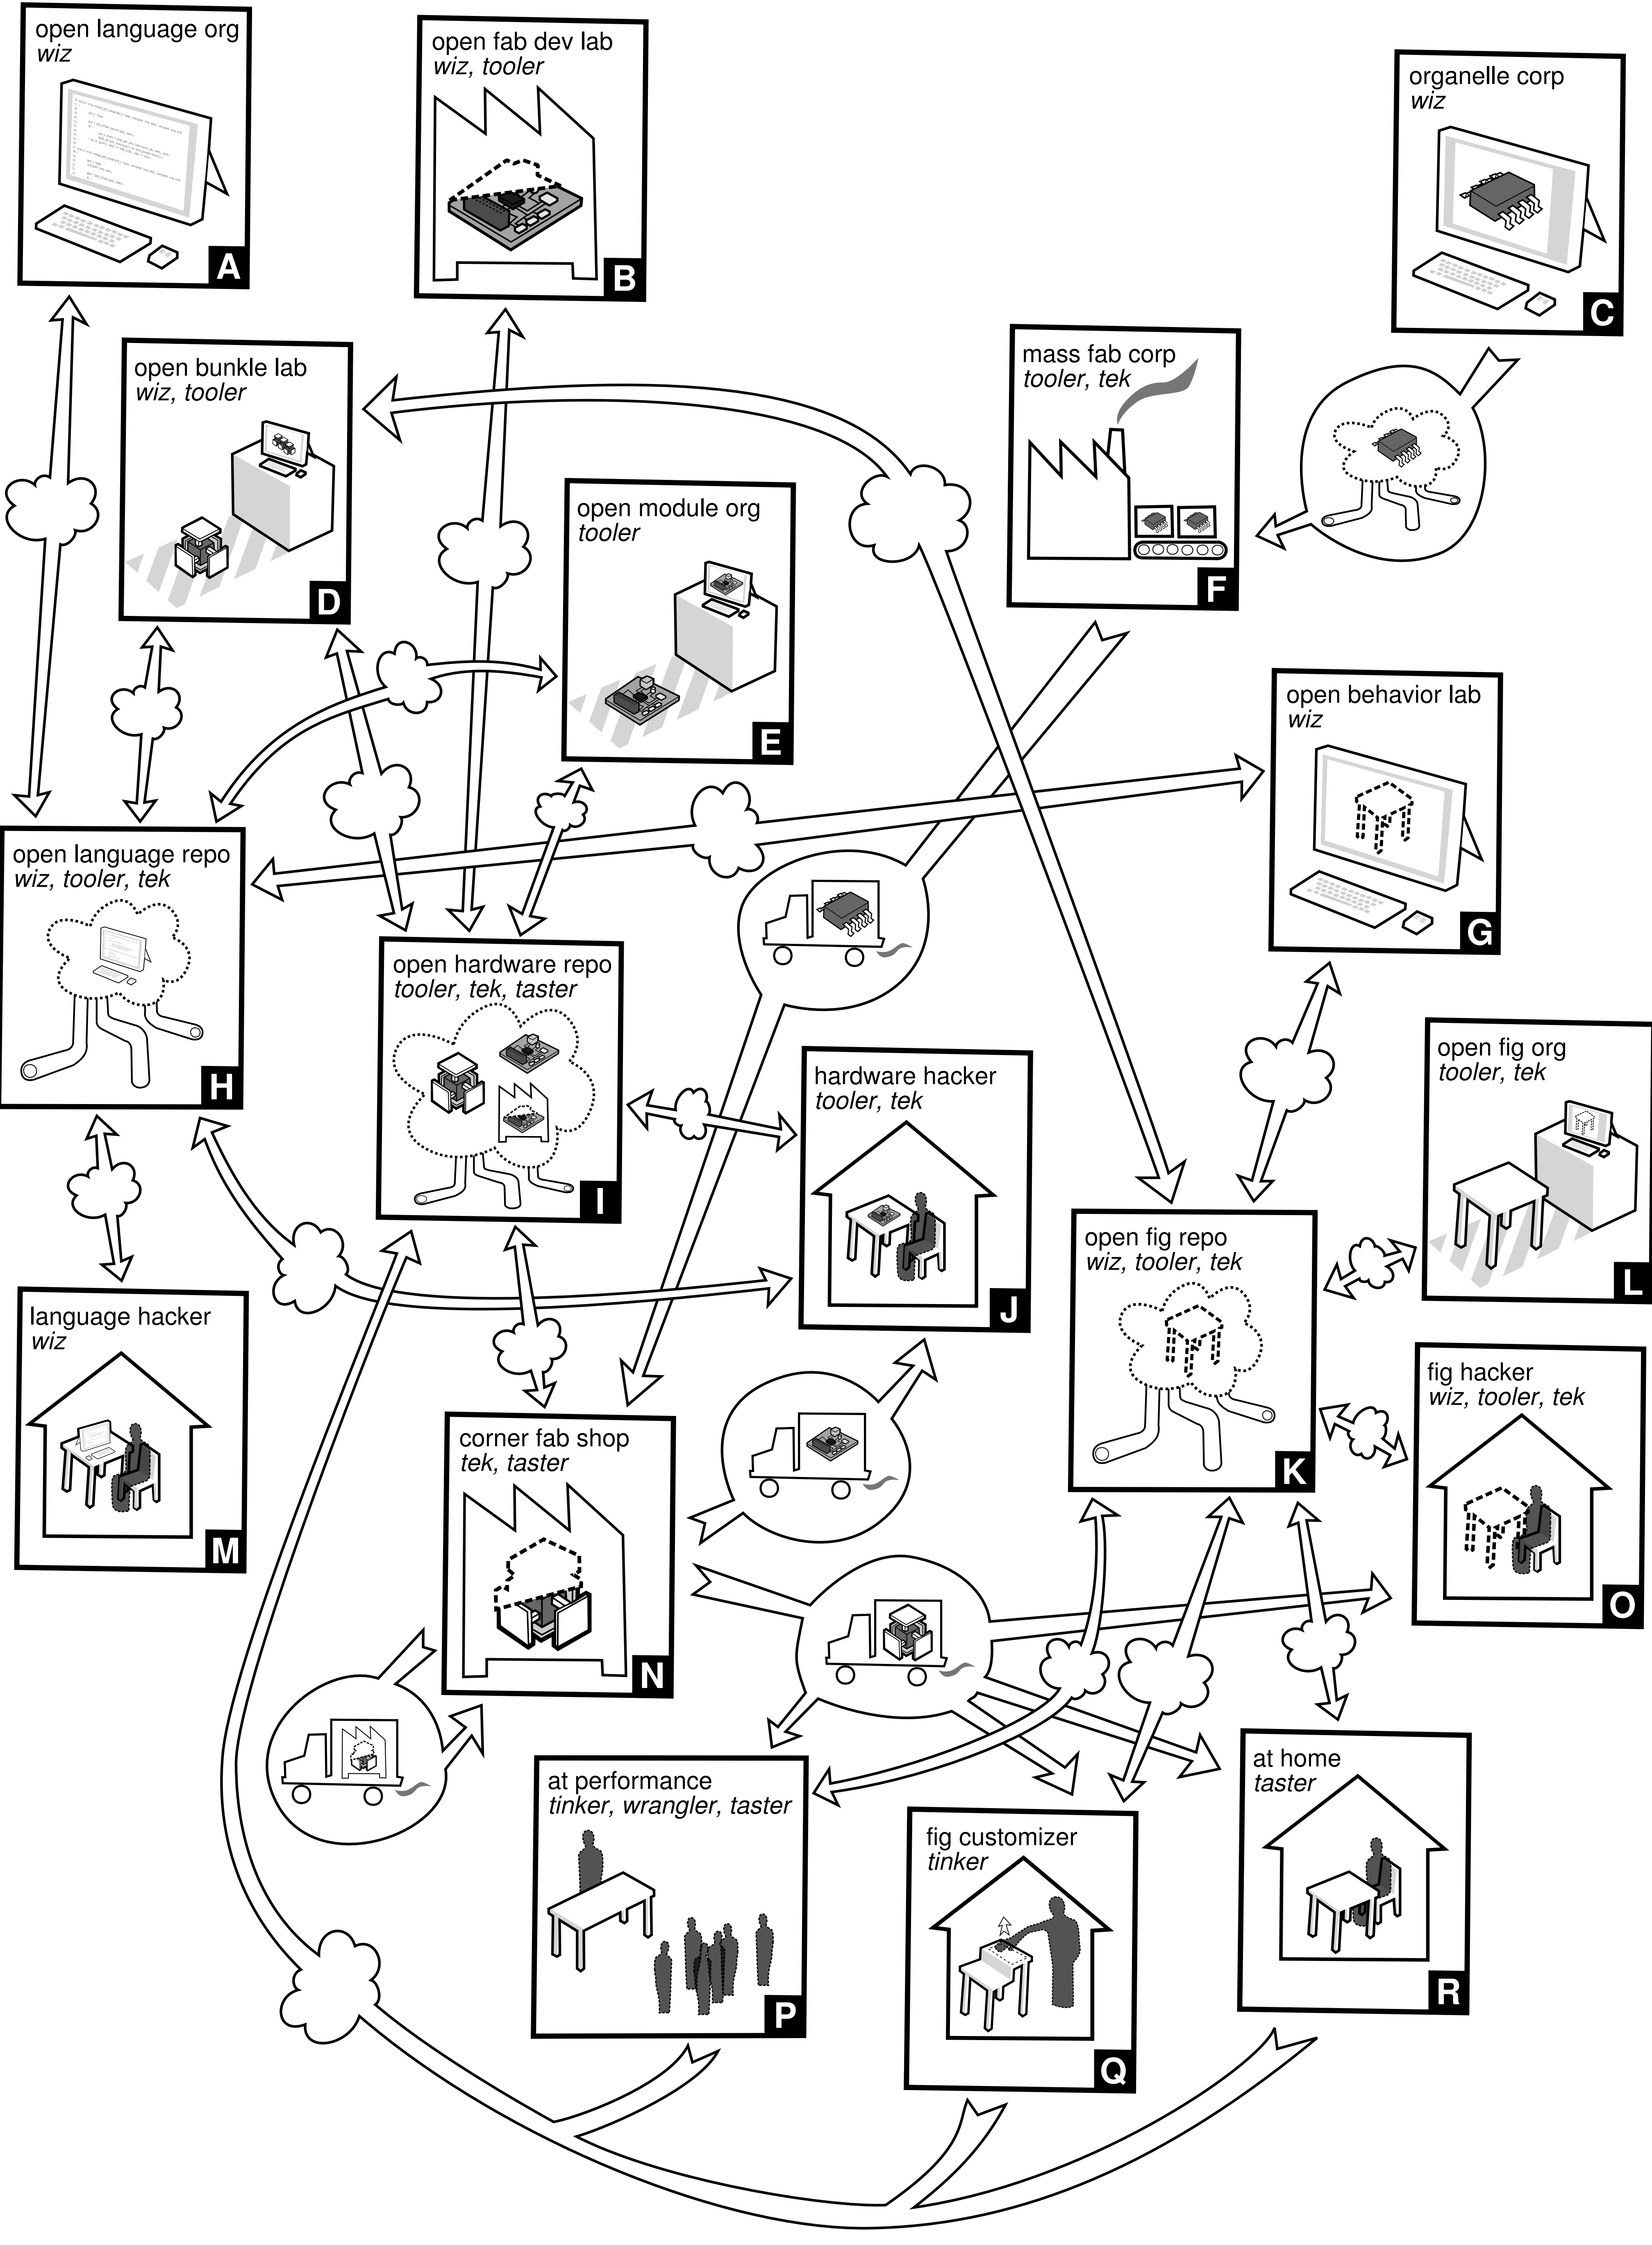 open language org
wiz
A
open fab dev lab
wiz, tooler
B
organelle corp
wiz
C
open bunkle lab
wiz, tooler
D
open module org
tooler
E
mass fab corp
tooler, tek
F
open behavior lab
wiz
G
open language repo
wiz, tooler, tek
H
open hardware repo
tooler, tek, taster
I
hardware hacker
tooler, tek
J
open fig repo
wiz, tooler, tek
K
open fig org
tooler, tek
L
language hacker
wiz
M
corner fab shop
tek, taster
N
fig hacker
wiz, tooler, tek
O
at performance
tinker, wrangler, taster
P
fig customizer
tinker
Q
at home
taster
R